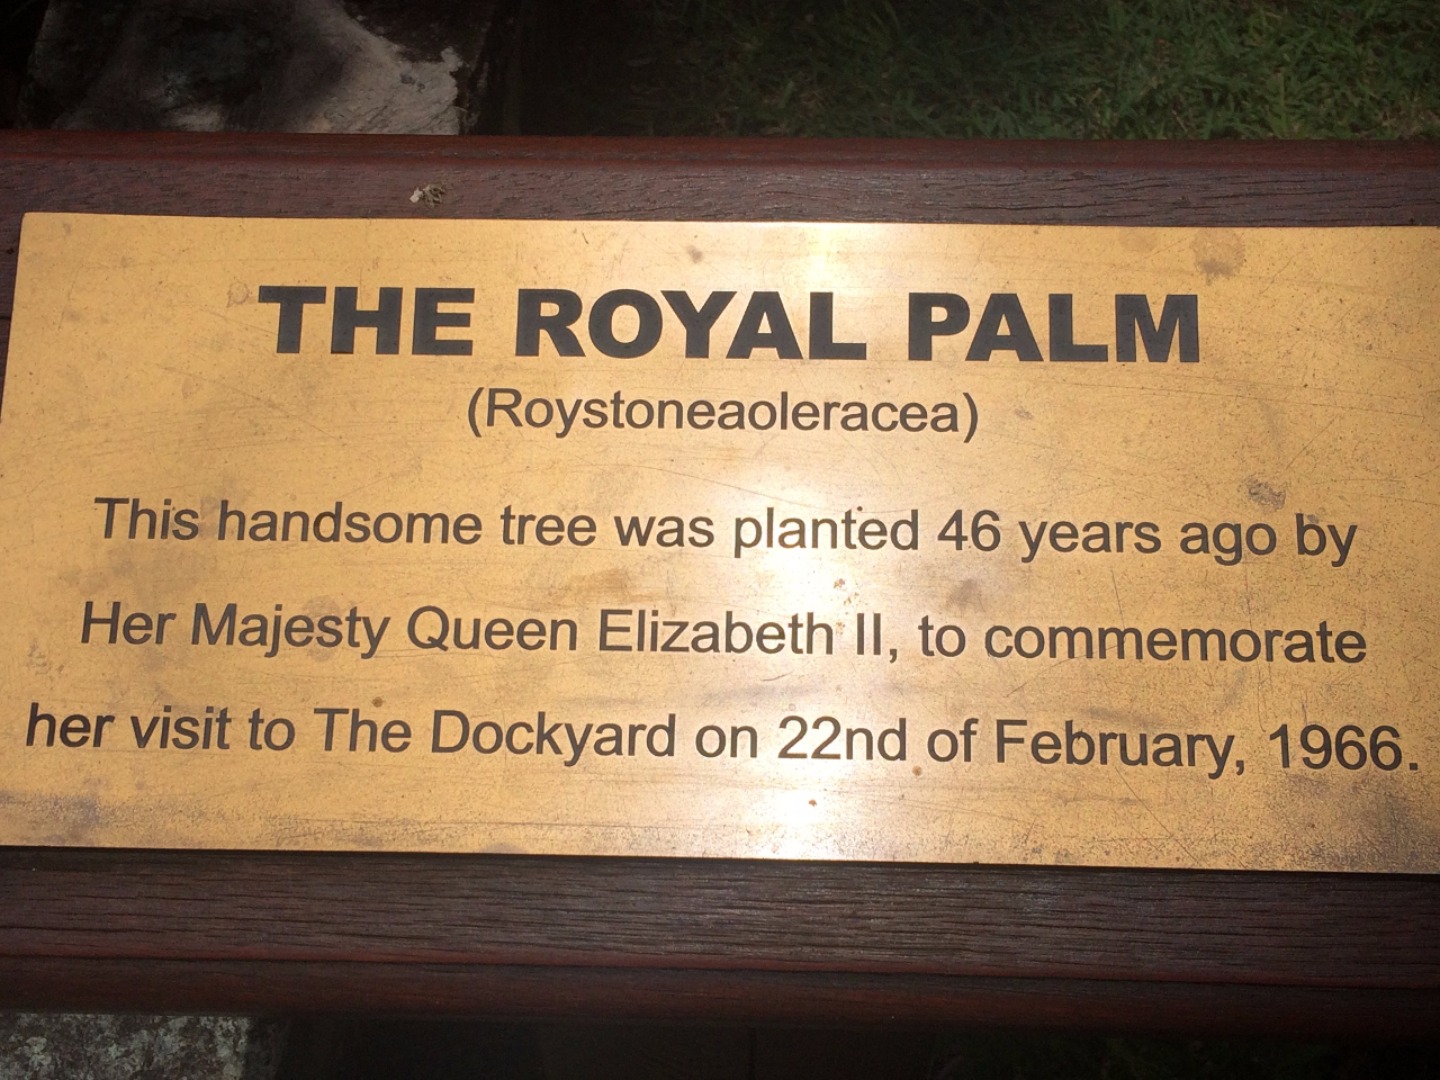 THE ROYAL PALM
(Roystoneaoleracea)
This handsome tree was planted 46 years ago by
Her Majesty Queen Elizabeth II, to commemorate
her visit to The Dockyard on 22nd of February, 1966.